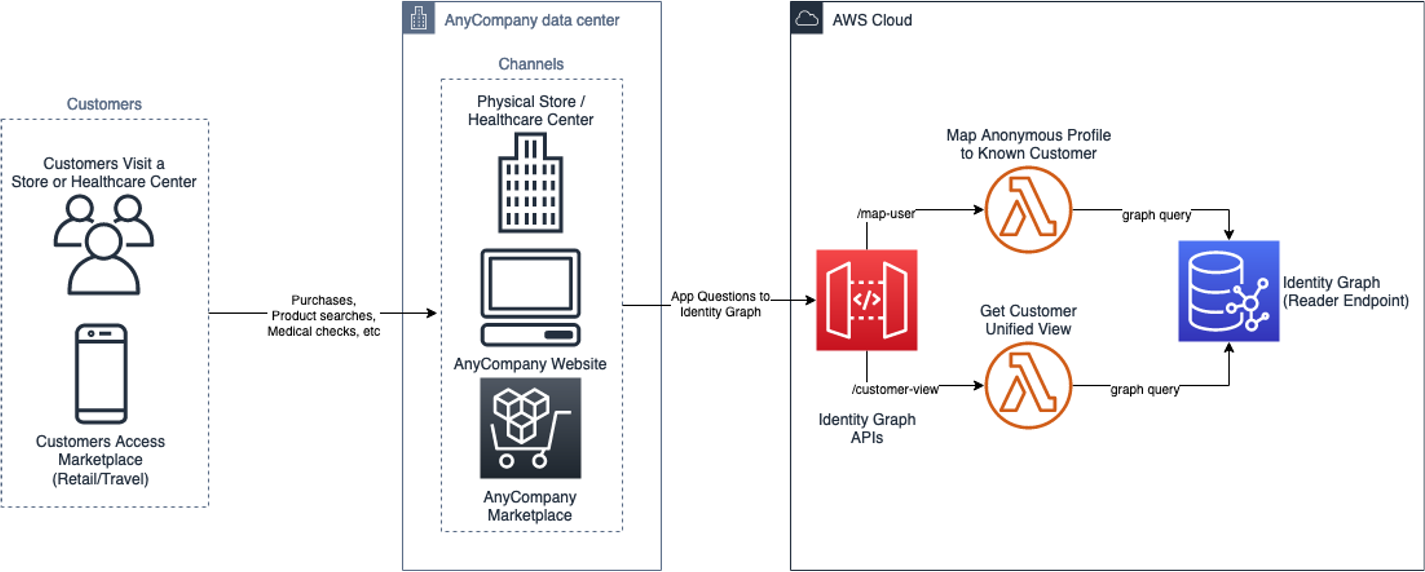 Customers
Customers Visit a
Store or Healthcare Center
Customers Access
Marketplace
(Retail/Travel)
Purchases,
Product searches,
Medical checks, etc
AnyCompany data center
Channels
Physical Store /
Healthcare Center
AnyCompany Website
AnyCompany
Marketplace
App Questions to
Identity Graph
AWS Cloud
Map Anonymous Profile
to Known Customer
/map-user
graph query
</>
Identity Graph
(Reader Endpoint)
Get Customer
Unified View
/customer-view
graph query
Identity Graph
APIs